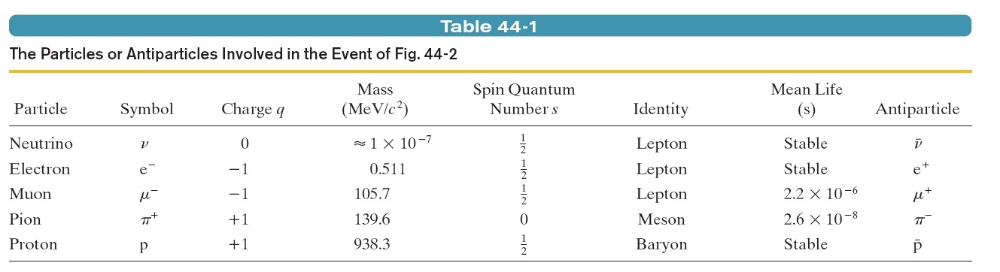 Table 44-1
The Particles or Antiparticles Involved in the Event of Fig. 44-2
Mass Spin Quantum Mean Life
Particle Symbol Charge q (MeV/c²) Number s Identity (s) Antiparticle
Neutrino ν 0 ≈ 1 × 10⁻⁷ ½ Lepton Stable ν̄
Electron e⁻ −1 0.511 ½ Lepton Stable e⁺
Muon μ⁻ −1 105.7 ½ Lepton 2.2 × 10⁻⁶ μ⁺
Pion π⁺ +1 139.6 0 Meson 2.6 × 10⁻⁸ π⁻
Proton p +1 938.3 ½ Baryon Stable p̄